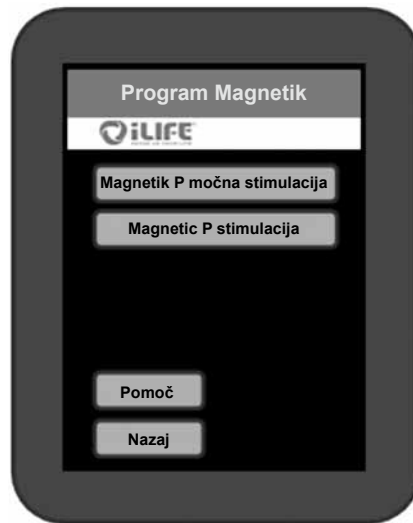 Program Magnetik
iLIFE
Magnetik P močna stimulacija
Magnetic P stimulacija
Pomoč
Nazaj